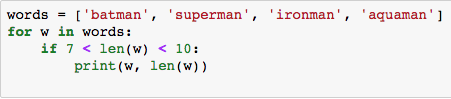 words = ['batman', 'superman', 'ironman', 'aquaman']
for w in words:
    if 7 < len(w) < 10:
        print(w, len(w))